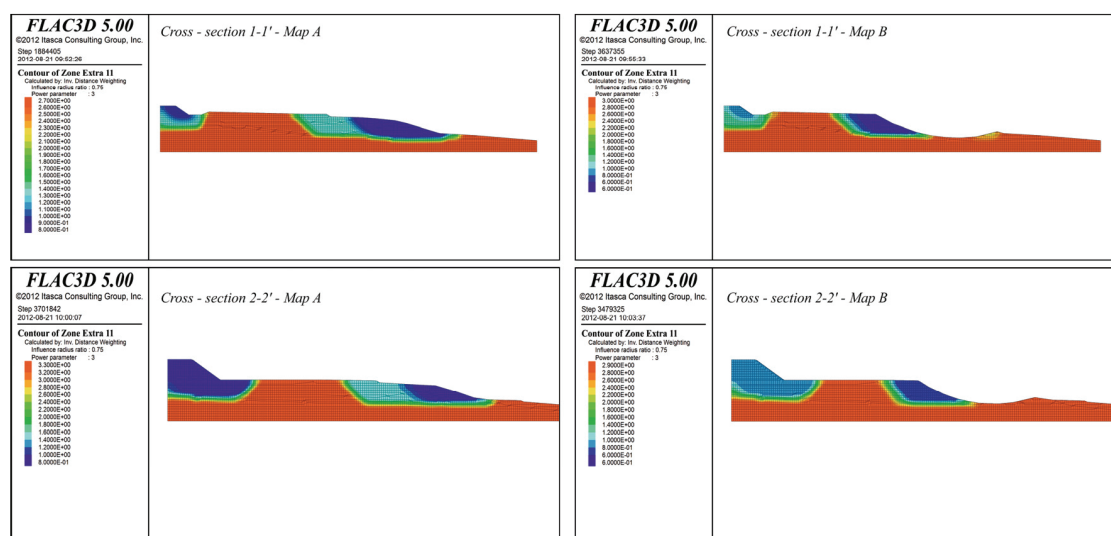 FLAC3D 5.00
©2012 Itasca Consulting Group, Inc.
Step 1884405
2012-08-21 09:52:26
Contour of Zone Extra 11
Calculated by: Inv. Distance Weighting
Influence radius ratio : 0.75
Power parameter : 3
2.7000E+00
2.6000E+00
2.5000E+00
2.4000E+00
2.3000E+00
2.2000E+00
2.1000E+00
2.0000E+00
1.9000E+00
1.8000E+00
1.7000E+00
1.6000E+00
1.5000E+00
1.4000E+00
1.3000E+00
1.2000E+00
1.1000E+00
1.0000E+00
9.0000E-01
8.0000E-01
Cross - section 1-1' - Map A
FLAC3D 5.00
©2012 Itasca Consulting Group, Inc.
Step 3637355
2012-08-21 09:55:33
Contour of Zone Extra 11
Calculated by: Inv. Distance Weighting
Influence radius ratio : 0.75
Power parameter : 3
3.0000E+00
2.8000E+00
2.6000E+00
2.4000E+00
2.2000E+00
2.0000E+00
1.8000E+00
1.6000E+00
1.4000E+00
1.2000E+00
1.0000E+00
8.0000E-01
6.0000E-01
Cross - section 1-1' - Map B
FLAC3D 5.00
©2012 Itasca Consulting Group, Inc.
Step 3701842
2012-08-21 10:00:07
Contour of Zone Extra 11
Calculated by: Inv. Distance Weighting
Influence radius ratio : 0.75
Power parameter : 3
3.3000E+00
3.2000E+00
3.0000E+00
2.8000E+00
2.6000E+00
2.4000E+00
2.2000E+00
2.0000E+00
1.8000E+00
1.6000E+00
1.4000E+00
1.2000E+00
1.0000E+00
8.0000E-01
Cross - section 2-2' - Map A
FLAC3D 5.00
©2012 Itasca Consulting Group, Inc.
Step 3479325
2012-08-21 10:03:37
Contour of Zone Extra 11
Calculated by: Inv. Distance Weighting
Influence radius ratio : 0.75
Power parameter : 3
2.9000E+00
2.8000E+00
2.6000E+00
2.4000E+00
2.2000E+00
2.0000E+00
1.8000E+00
1.6000E+00
1.4000E+00
1.2000E+00
1.0000E+00
8.0000E-01
6.0000E-01
Cross - section 2-2' - Map B